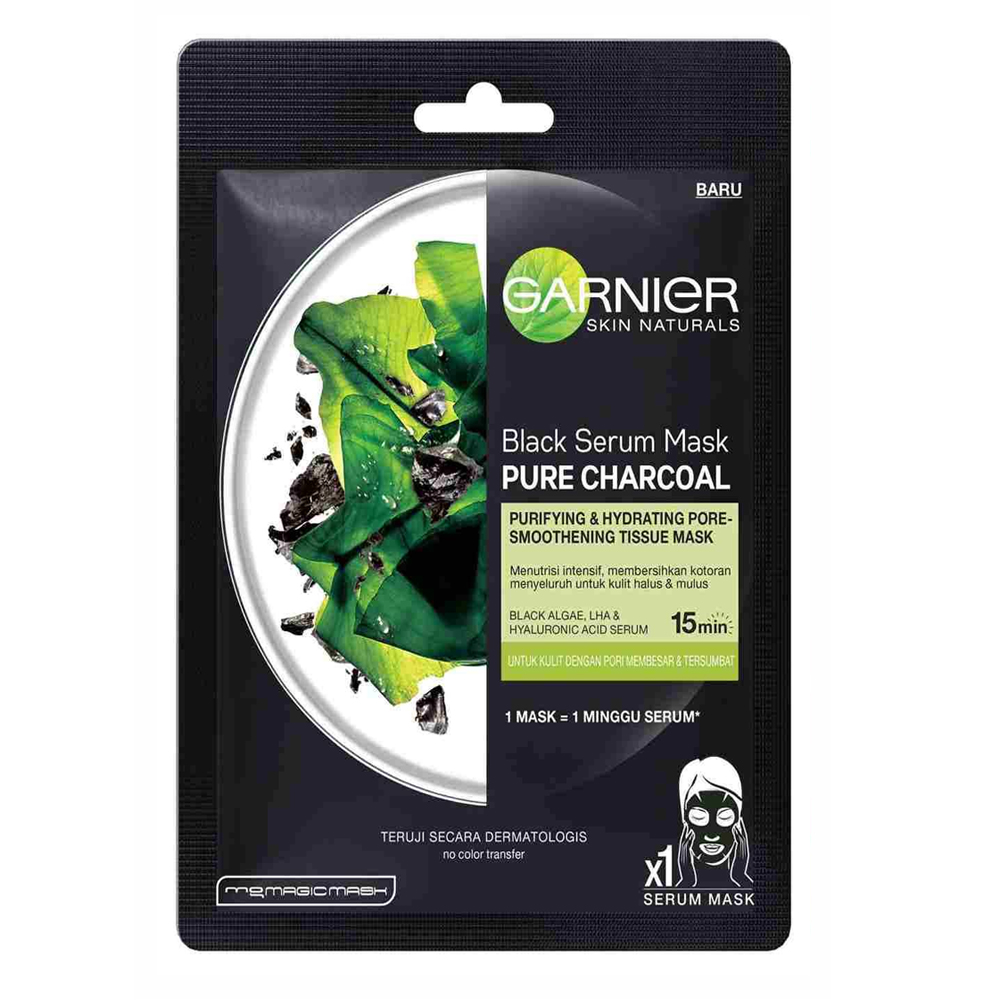 BARU
GARNIER
SKIN NATURALS
Black Serum Mask
PURE CHARCOAL
PURIFYING & HYDRATING PORE-
SMOOTHENING TISSUE MASK
Menutrisi intensif, membersihkan kotoran
menyeluruh untuk kulit halus & mulus
BLACK ALGAE, LHA &
HYALURONIC ACID SERUM
15min
UNTUK KULIT DENGAN PORI MEMBESAR & TERSUMBAT
1 MASK = 1 MINGGU SERUM*
TERUJI SECARA DERMATOLOGIS
no color transfer
MAGIC MASK
x1
SERUM MASK